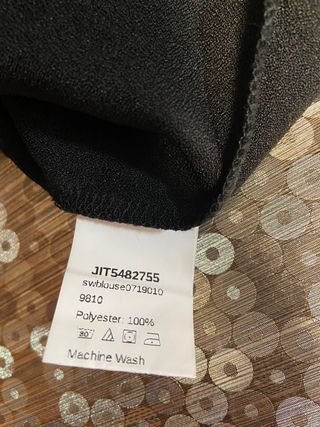 JIT5482755
swblouse0719010
9810
Polyester: 100%
30
Machine Wash